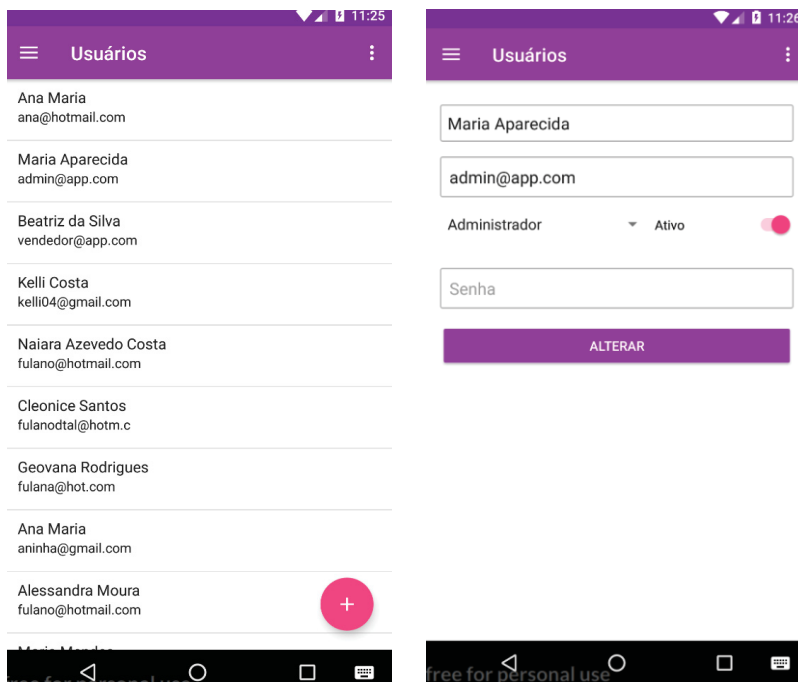 11:25
Usuários
Ana Maria
ana@hotmail.com
Maria Aparecida
admin@app.com
Beatriz da Silva
vendedor@app.com
Kelli Costa
kelli04@gmail.com
Naiara Azevedo Costa
fulano@hotmail.com
Cleonice Santos
fulanodtal@hotm.c
Geovana Rodrigues
fulana@hot.com
Ana Maria
aninha@gmail.com
Alessandra Moura
fulano@hotmail.com
+
free for personal use
11:26
Usuários
Maria Aparecida
admin@app.com
Administrador Ativo
Senha
ALTERAR
free for personal use